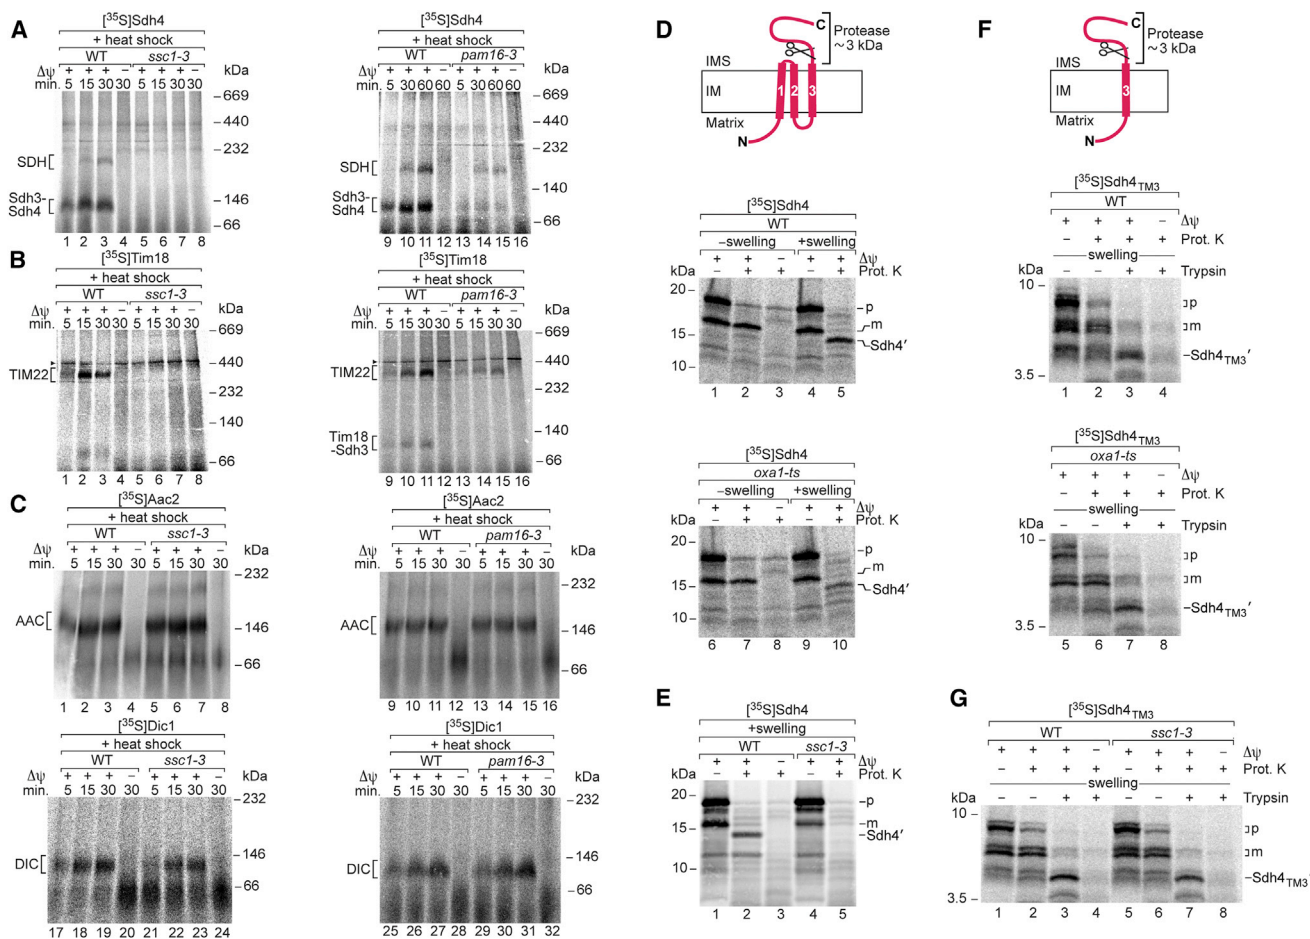 A
[³⁵S]Sdh4
+ heat shock
WT ssc1-3
Δψ + + + – + + + –
min. 5 15 30 30 5 15 30 30 kDa
– 669
– 440
– 232
SDH
Sdh3-
Sdh4
– 146
– 66
1 2 3 4 5 6 7 8
[³⁵S]Sdh4
+ heat shock
WT pam16-3
Δψ + + + – + + + –
min. 5 30 60 60 5 30 60 60 kDa
– 669
– 440
– 232
SDH
– 140
Sdh3-
Sdh4
– 66
9 10 11 12 13 14 15 16
B
[³⁵S]Tim18
+ heat shock
WT ssc1-3
Δψ + + + – + + + –
min. 5 15 30 30 5 15 30 30 kDa
– 669
– 440
TIM22
– 232
– 140
– 66
1 2 3 4 5 6 7 8
[³⁵S]Tim18
+ heat shock
WT pam16-3
Δψ + + + – + + + –
min. 5 15 30 30 5 15 30 30 kDa
– 669
– 440
TIM22
– 232
– 140
Tim18
-Sdh3
– 66
9 10 11 12 13 14 15 16
C
[³⁵S]Aac2
+ heat shock
WT ssc1-3
Δψ + + + – + + + –
min. 5 15 30 30 5 15 30 30 kDa
– 232
AAC
– 146
– 66
1 2 3 4 5 6 7 8
[³⁵S]Aac2
+ heat shock
WT pam16-3
Δψ + + + – + + + –
min. 5 15 30 30 5 15 30 30 kDa
– 232
AAC
– 146
– 66
9 10 11 12 13 14 15 16
[³⁵S]Dic1
+ heat shock
WT ssc1-3
Δψ + + + – + + + –
min. 5 15 30 30 5 15 30 30 kDa
– 232
– 146
DIC
– 66
17 18 19 20 21 22 23 24
[³⁵S]Dic1
+ heat shock
WT pam16-3
Δψ + + + – + + + –
min. 5 15 30 30 5 15 30 30 kDa
– 232
– 146
DIC
– 66
25 26 27 28 29 30 31 32
D
C
Protease
~3 kDa
IMS
IM
1 2 3
Matrix
N
[³⁵S]Sdh4
WT
–swelling +swelling
+ + – + + Δψ
– + + – + Prot. K
kDa
20 –
p
15 –
m
Sdh4′
10 –
1 2 3 4 5
[³⁵S]Sdh4
oxa1-ts
–swelling +swelling
+ + – + + Δψ
– + + – + Prot. K
kDa
20 –
p
m
15 –
Sdh4′
10 –
6 7 8 9 10
E
[³⁵S]Sdh4
+swelling
WT ssc1-3
+ + – + + Δψ
– + + – + Prot. K
kDa
20 –
p
m
15 –
Sdh4′
10 –
1 2 3 4 5
F
C
Protease
~3 kDa
IMS
IM
3
Matrix
N
[³⁵S]Sdh4TM3
WT
+ + + – Δψ
– + + + Prot. K
swelling
kDa – – + + Trypsin
10 –
p
m
Sdh4TM3′
3.5 –
1 2 3 4
[³⁵S]Sdh4TM3
oxa1-ts
+ + + – Δψ
– + + + Prot. K
swelling
kDa – – + + Trypsin
10 –
p
m
Sdh4TM3′
3.5 –
5 6 7 8
G
[³⁵S]Sdh4TM3
WT ssc1-3
+ + + – + + + – Δψ
– + + + – + + + Prot. K
swelling
kDa – – + + – – + + Trypsin
10 –
p
m
–Sdh4TM3′
3.5 –
1 2 3 4 5 6 7 8